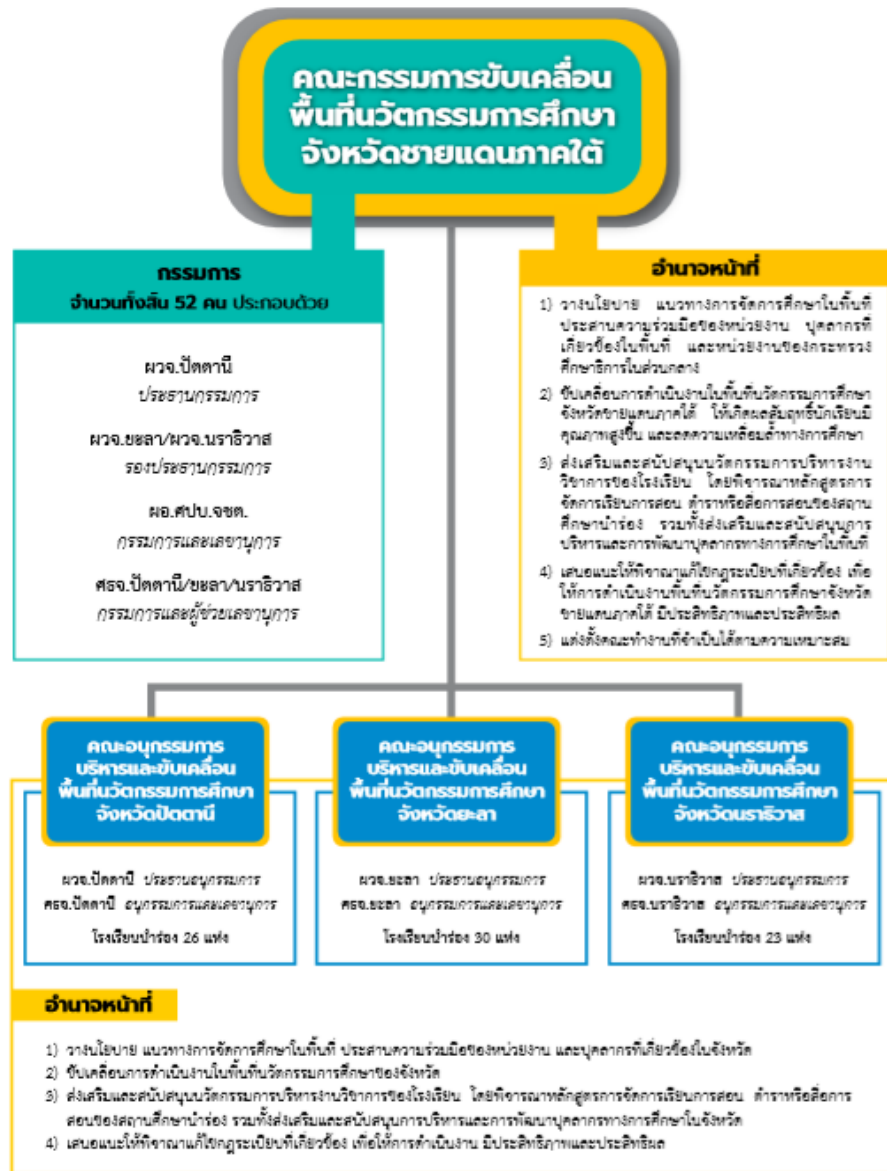 คณะกรรมการขับเคลื่อน
พื้นที่นวัตกรรมการศึกษา
จังหวัดชายแดนภาคใต้
กรรมการ
จำนวนทั้งสิ้น 52 คน ประกอบด้วย
ผวจ.ปัตตานี
ประธานกรรมการ
ผวจ.ยะลา/ผวจ.นราธิวาส
รองประธานกรรมการ
ผอ.ศปบ.จชต.
กรรมการและเลขานุการ
ศธจ.ปัตตานี/ยะลา/นราธิวาส
กรรมการและผู้ช่วยเลขานุการ
อำนาจหน้าที่
1) วางนโยบาย แนวทางการจัดการศึกษาในพื้นที่
ประสานความร่วมมือของหน่วยงาน บุคลากรที่
เกี่ยวข้องในพื้นที่ และหน่วยงานของกระทรวง
ศึกษาธิการในส่วนกลาง
2) ขับเคลื่อนการดำเนินงานในพื้นที่นวัตกรรมการศึกษา
จังหวัดชายแดนภาคใต้ ให้เกิดผลสัมฤทธิ์นักเรียนมี
คุณภาพสูงขึ้น และลดความเหลื่อมล้ำทางการศึกษา
3) ส่งเสริมและสนับสนุนนวัตกรรมการบริหารงาน
วิชาการของโรงเรียน โดยพิจารณาหลักสูตรการ
จัดการเรียนการสอน ตำราหรือสื่อการสอนของสถาน
ศึกษานำร่อง รวมทั้งส่งเสริมและสนับสนุนการ
บริหารและการพัฒนาบุคลากรทางการศึกษาในพื้นที่
4) เสนอแนะให้พิจาณาแก้ไขกฎระเบียบที่เกี่ยวข้อง เพื่อ
ให้การดำเนินงานพื้นที่นวัตกรรมการศึกษาจังหวัด
ชายแดนภาคใต้ มีประสิทธิภาพและประสิทธิผล
5) แต่งตั้งคณะทำงานที่จำเป็นได้ตามความเหมาะสม
คณะอนุกรรมการ
บริหารและขับเคลื่อน
พื้นที่นวัตกรรมการศึกษา
จังหวัดปัตตานี
ผวจ.ปัตตานี ประธานอนุกรรมการ
ศธจ.ปัตตานี อนุกรรมการและเลขานุการ
โรงเรียนนำร่อง 26 แห่ง
คณะอนุกรรมการ
บริหารและขับเคลื่อน
พื้นที่นวัตกรรมการศึกษา
จังหวัดยะลา
ผวจ.ยะลา ประธานอนุกรรมการ
ศธจ.ยะลา อนุกรรมการและเลขานุการ
โรงเรียนนำร่อง 30 แห่ง
คณะอนุกรรมการ
บริหารและขับเคลื่อน
พื้นที่นวัตกรรมการศึกษา
จังหวัดนราธิวาส
ผวจ.นราธิวาส ประธานอนุกรรมการ
ศธจ.นราธิวาส อนุกรรมการและเลขานุการ
โรงเรียนนำร่อง 23 แห่ง
อำนาจหน้าที่
1) วางนโยบาย แนวทางการจัดการศึกษาในพื้นที่ ประสานความร่วมมือของหน่วยงาน และบุคลากรที่เกี่ยวข้องในจังหวัด
2) ขับเคลื่อนการดำเนินงานในพื้นที่นวัตกรรมการศึกษาของจังหวัด
3) ส่งเสริมและสนับสนุนนวัตกรรมการบริหารงานวิชาการของโรงเรียน โดยพิจารณาหลักสูตรการจัดการเรียนการสอน ตำราหรือสื่อการ
สอนของสถานศึกษานำร่อง รวมทั้งส่งเสริมและสนับสนุนการบริหารและการพัฒนาบุคลากรทางการศึกษาในจังหวัด
4) เสนอแนะให้พิจาณาแก้ไขกฎระเบียบที่เกี่ยวข้อง เพื่อให้การดำเนินงาน มีประสิทธิภาพและประสิทธิผล